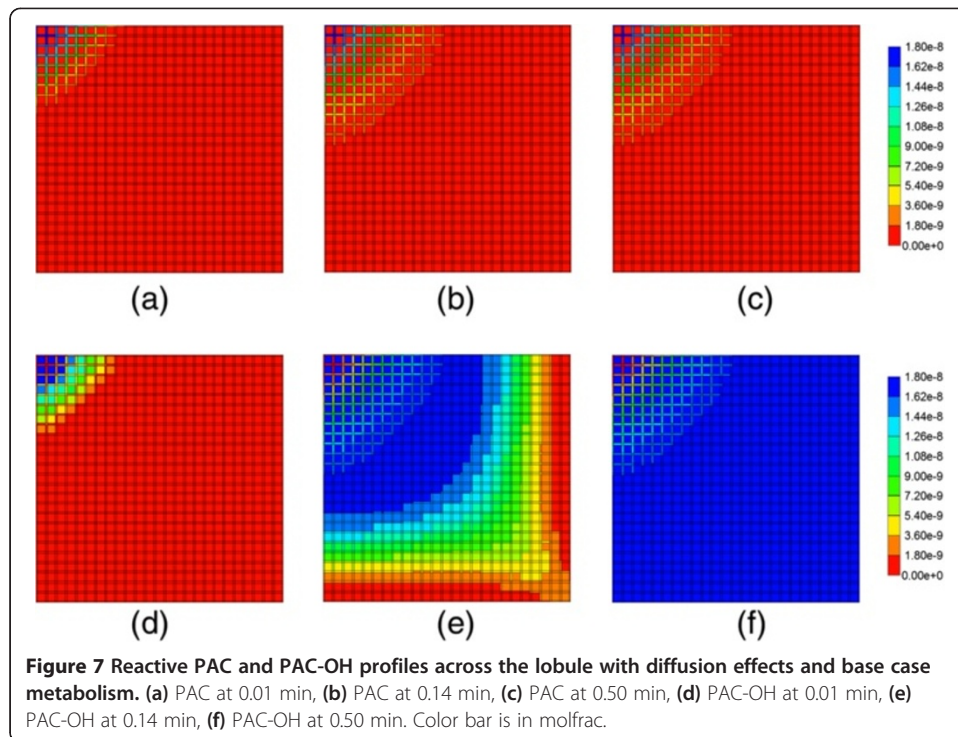 1.80e-8
1.62e-8
1.44e-8
1.26e-8
1.08e-8
9.00e-9
7.20e-9
5.40e-9
3.60e-9
1.80e-9
0.00e+0
(a)
(b)
(c)
1.80e-8
1.62e-8
1.44e-8
1.26e-8
1.08e-8
9.00e-9
7.20e-9
5.40e-9
3.60e-9
1.80e-9
0.00e+0
(d)
(e)
(f)
Figure 7 Reactive PAC and PAC-OH profiles across the lobule with diffusion effects and base case
metabolism. (a) PAC at 0.01 min, (b) PAC at 0.14 min, (c) PAC at 0.50 min, (d) PAC-OH at 0.01 min, (e)
PAC-OH at 0.14 min, (f) PAC-OH at 0.50 min. Color bar is in molfrac.